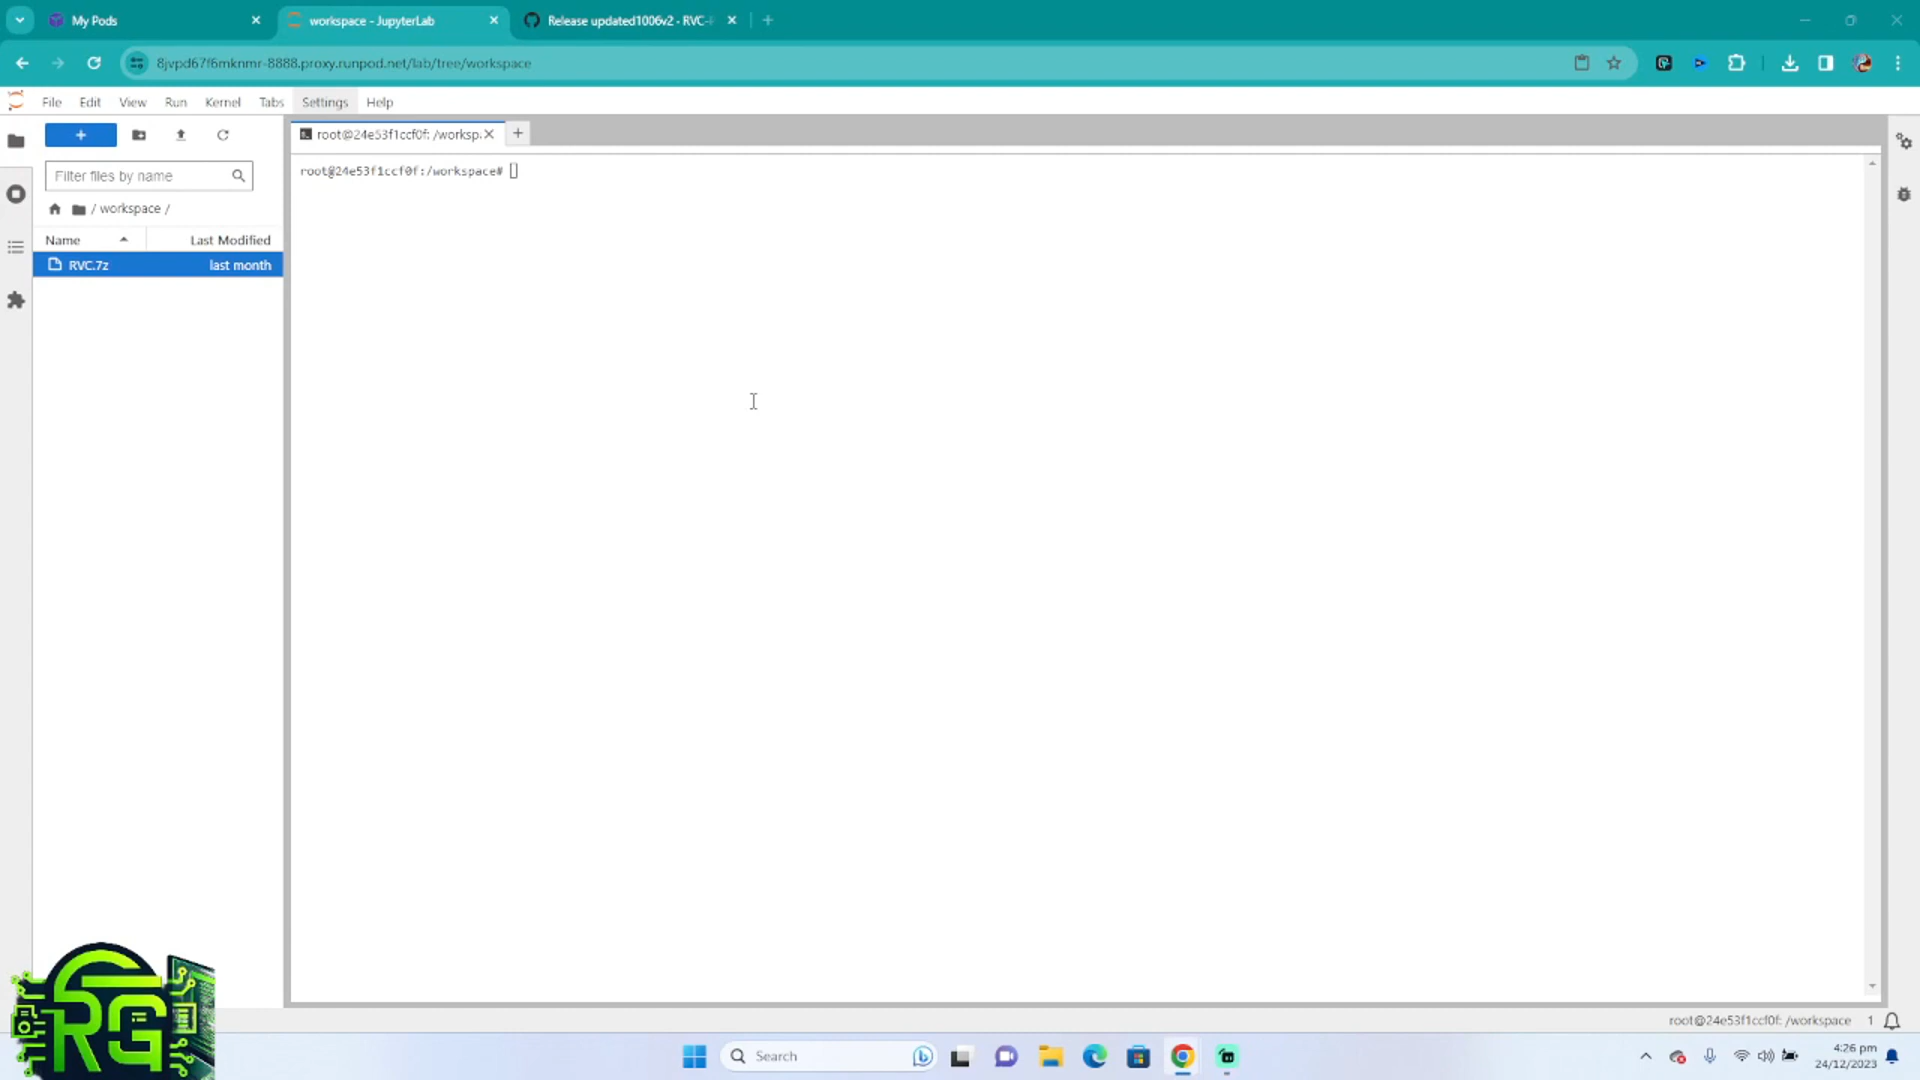 My Pods
workspace - JupyterLab
Release updated1006v2 · RVC-
8jvpd67f6mknmr-8888.proxy.runpod.net/lab/tree/workspace
File Edit View Run Kernel Tabs Settings Help
root@24e53f1ccf0f: /worksp
Filter files by name
root@24e53f1ccf0f:/workspace#
/ workspace /
Name Last Modified
RVC.7z last month
RG
root@24e53f1ccf0f: /workspace 1
Search
4:26 pm
24/12/2023